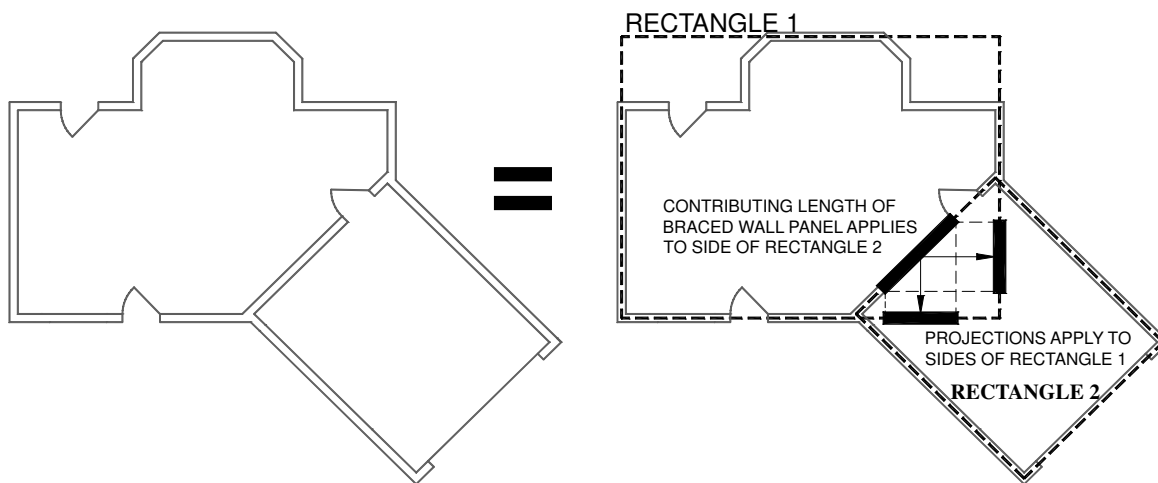 RECTANGLE 1
CONTRIBUTING LENGTH OF
BRACED WALL PANEL APPLIES
TO SIDE OF RECTANGLE 2
PROJECTIONS APPLY TO
SIDES OF RECTANGLE 1
RECTANGLE 2